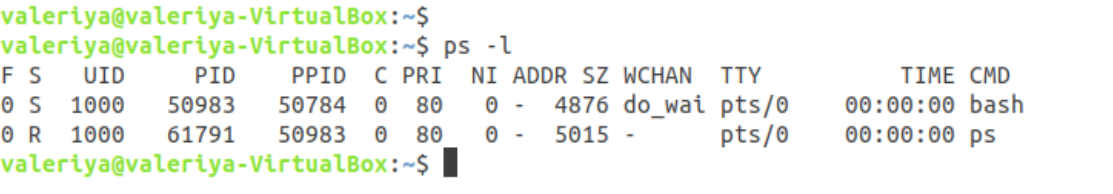 valeriya@valeriya-VirtualBox:~$
valeriya@valeriya-VirtualBox:~$ ps -l
F S   UID     PID    PPID  C PRI  NI ADDR SZ WCHAN  TTY          TIME CMD
0 S  1000   50983   50784  0  80   0 -  4876 do_wai pts/0    00:00:00 bash
0 R  1000   61791   50983  0  80   0 -  5015 -      pts/0    00:00:00 ps
valeriya@valeriya-VirtualBox:~$